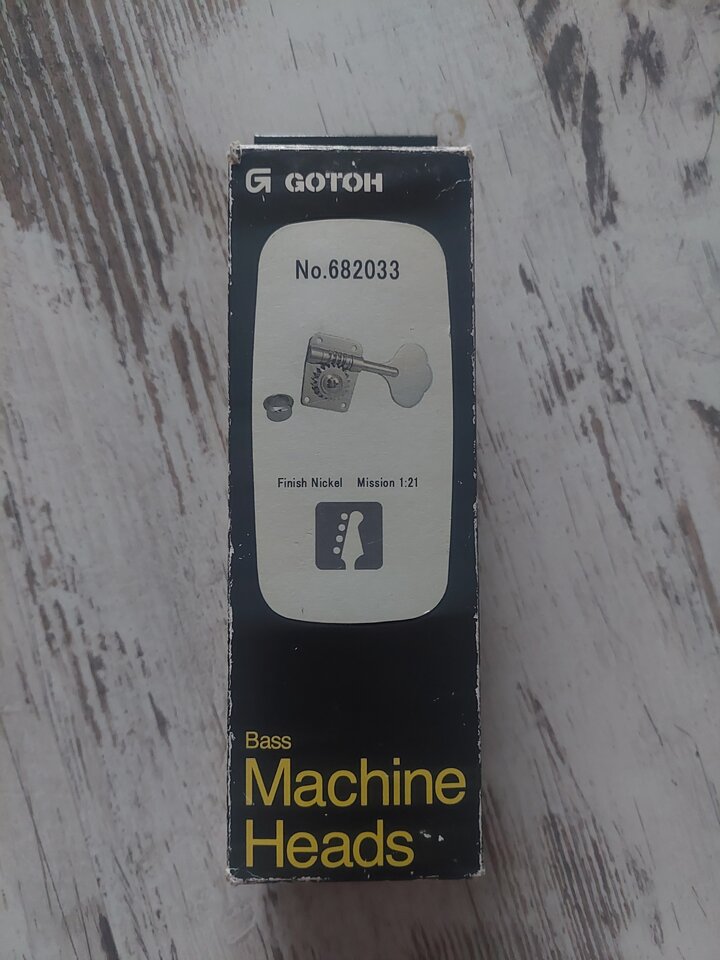 GOTOH
No.682033
Finish Nickel Mission 1:21
Bass
Machine
Heads